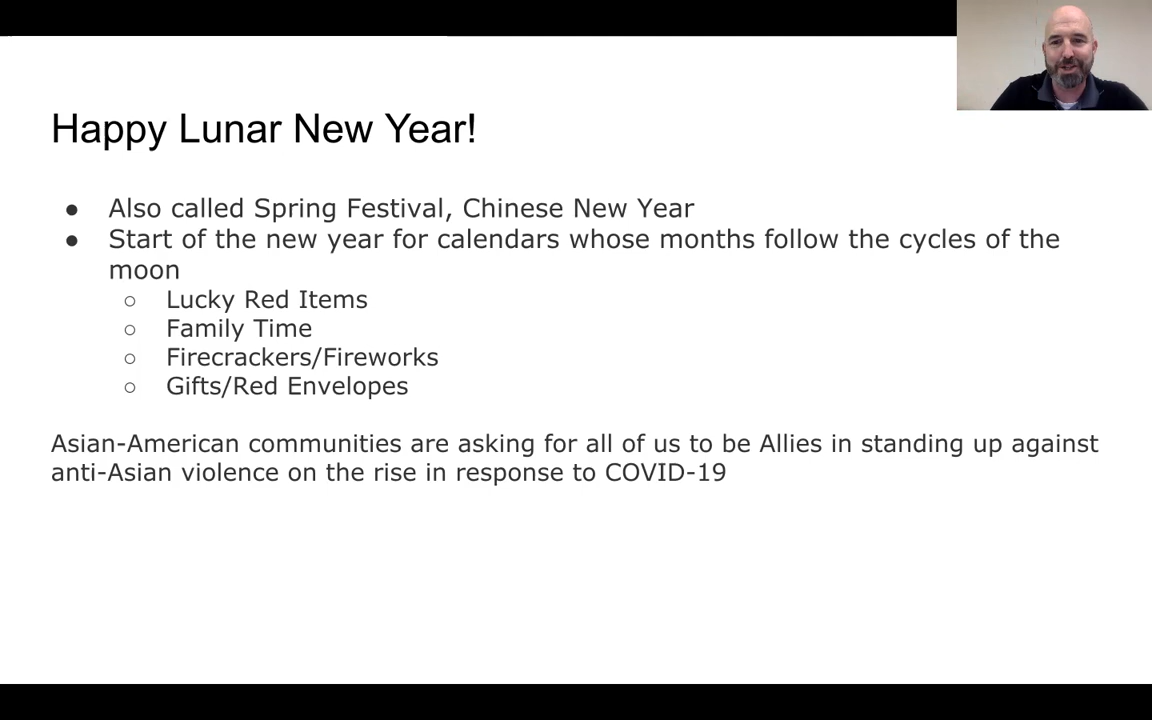 Happy Lunar New Year!
● Also called Spring Festival, Chinese New Year
● Start of the new year for calendars whose months follow the cycles of the
moon
○ Lucky Red Items
○ Family Time
○ Firecrackers/Fireworks
○ Gifts/Red Envelopes
Asian-American communities are asking for all of us to be Allies in standing up against
anti-Asian violence on the rise in response to COVID-19